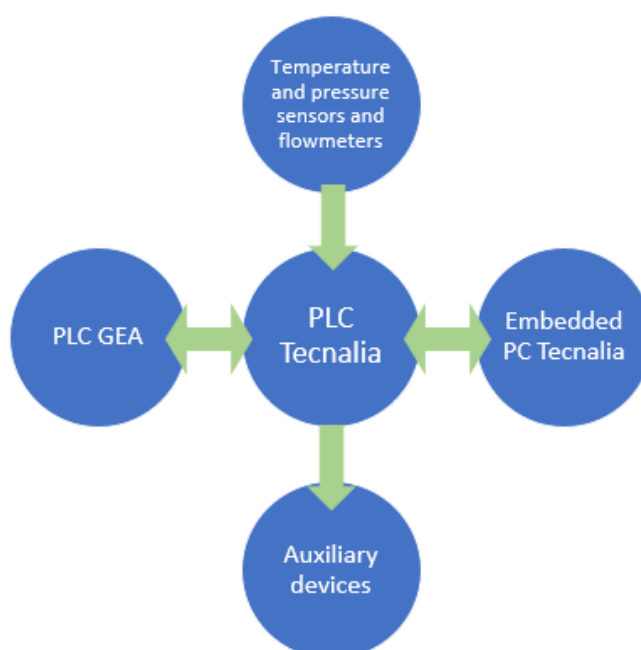 Temperature
and pressure
sensors and
flowmeters
PLC GEA
PLC
Tecnalia
Embedded
PC Tecnalia
Auxiliary
devices